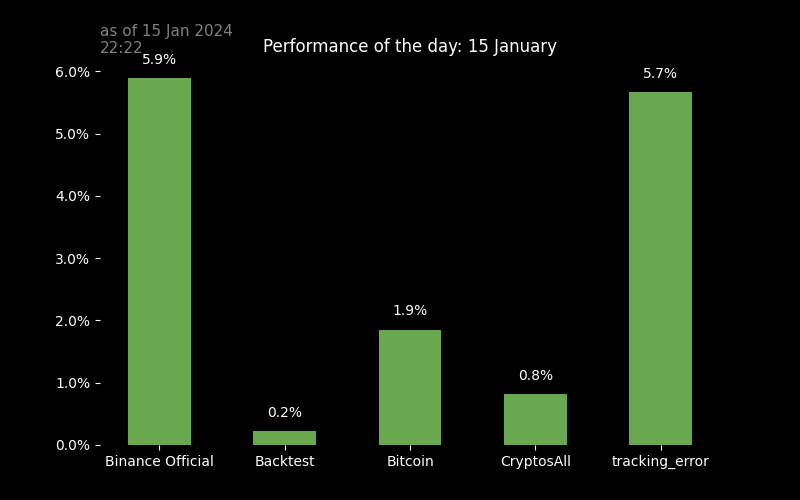 as of 15 Jan 2024
22:22
Performance of the day: 15 January
5.9%
0.2%
1.9%
0.8%
5.7%
6.0%
5.0%
4.0%
3.0%
2.0%
1.0%
0.0%
Binance Official
Backtest
Bitcoin
CryptosAll
tracking_error